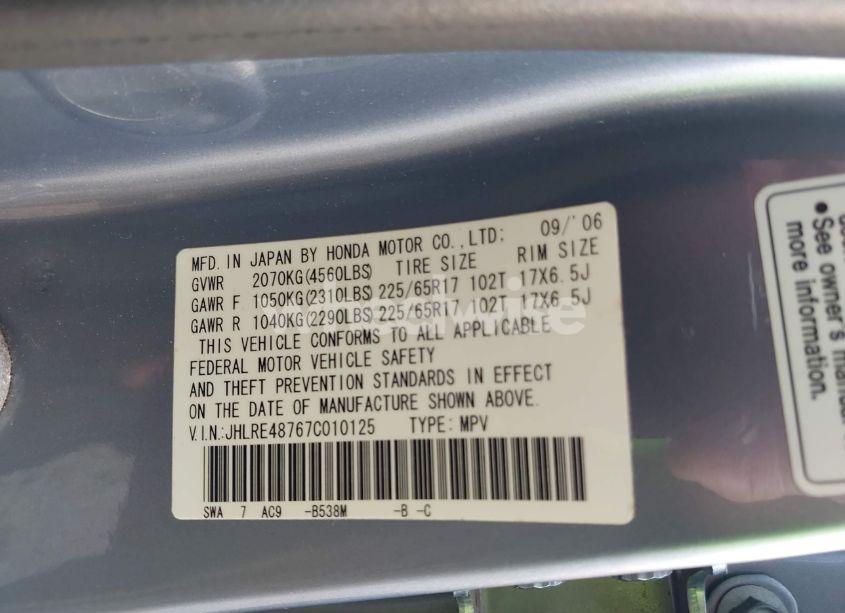 MFD. IN JAPAN BY HONDA MOTOR CO., LTD: 09/'06
GVWR 2070KG(4560LBS) TIRE SIZE RIM SIZE
GAWR F 1050KG(2310LBS) 225/65R17 102T 17X6.5J
GAWR R 1040KG(2290LBS) 225/65R17 102T 17X6.5J
THIS VEHICLE CONFORMS TO ALL APPLICABLE
FEDERAL MOTOR VEHICLE SAFETY
AND THEFT PREVENTION STANDARDS IN EFFECT
ON THE DATE OF MANUFACTURE SHOWN ABOVE.
V.I.N.:JHLRE48767C010125 TYPE: MPV
SWA 7 AC9 -B538M -B -C
• See owner's manual
more information.